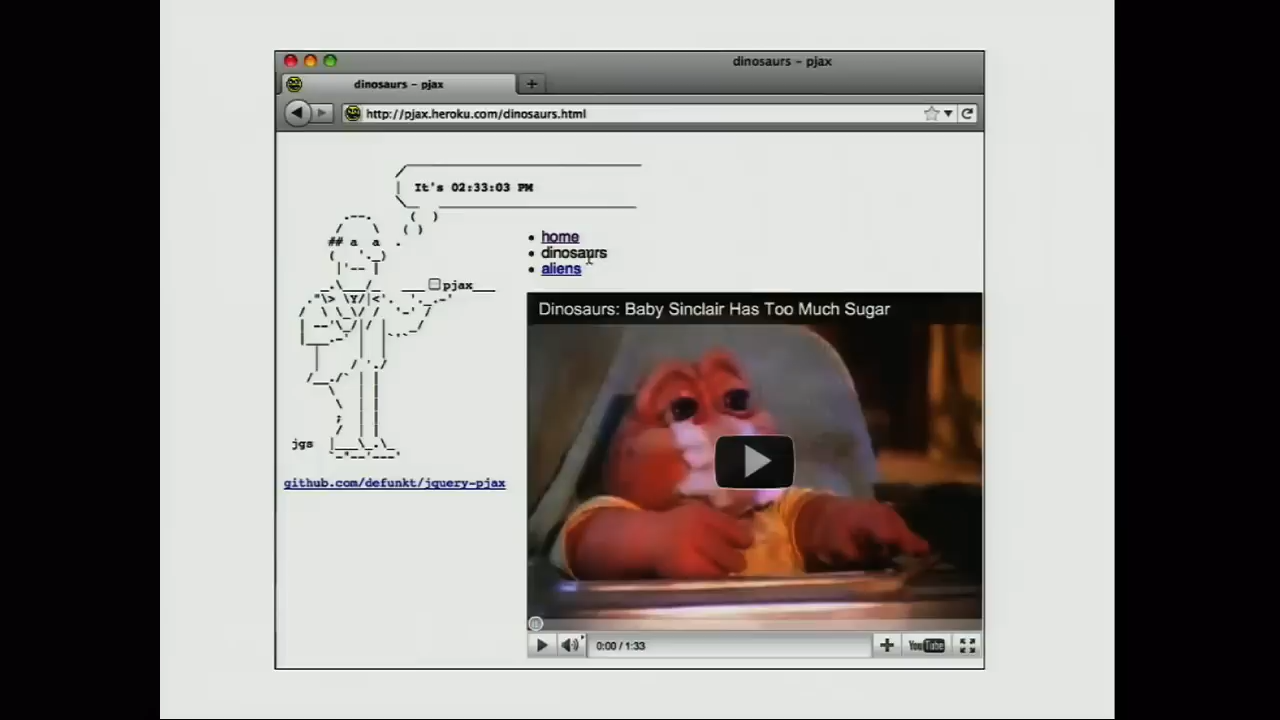 dinosaurs - pjax
dinosaurs - pjax
http://pjax.heroku.com/dinosaurs.html
It's 02:33:03 PM
home
dinosaurs
aliens
pjax
Dinosaurs: Baby Sinclair Has Too Much Sugar
jgs
github.com/defunkt/jquery-pjax
0:00 / 1:33
YouTube